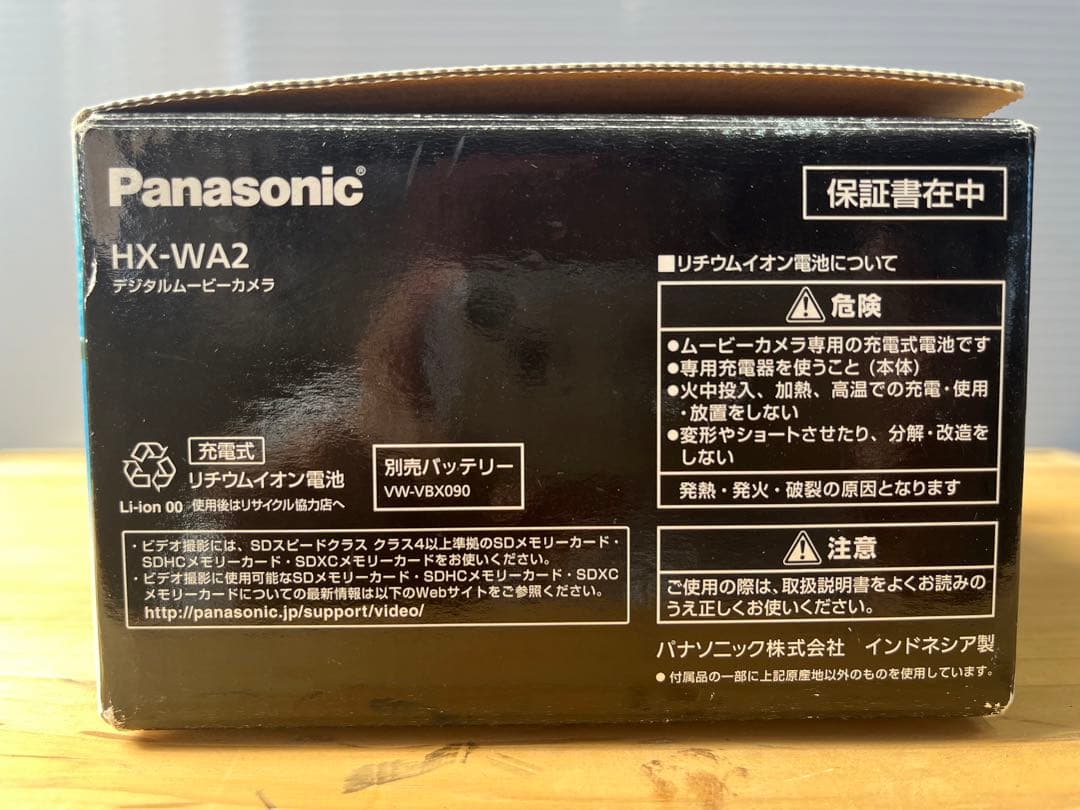 Panasonic®
HX-WA2
デジタルムービーカメラ
充電式
リチウムイオン電池
Li-ion 00 使用後はリサイクル協力店へ
別売バッテリー
VW-VBX090
・ビデオ撮影には、SDスピードクラス クラス4以上準拠のSDメモリーカード・
SDHCメモリーカード・SDXCメモリーカードをお使いください。
・ビデオ撮影に使用可能なSDメモリーカード・SDHCメモリーカード・SDXC
メモリーカードについての最新情報は以下のWebサイトをご参照ください。
http://panasonic.jp/support/video/
保証書在中
■リチウムイオン電池について
危険
●ムービーカメラ専用の充電式電池です
●専用充電器を使うこと (本体)
●火中投入、加熱、高温での充電・使用
・放置をしない
●変形やショートさせたり、分解・改造を
しない
発熱・発火・破裂の原因となります
注意
ご使用の際は、取扱説明書をよくお読みの
うえ正しくお使いください。
パナソニック株式会社 インドネシア製
●付属品の一部に上記原産地以外のものを使用しています。